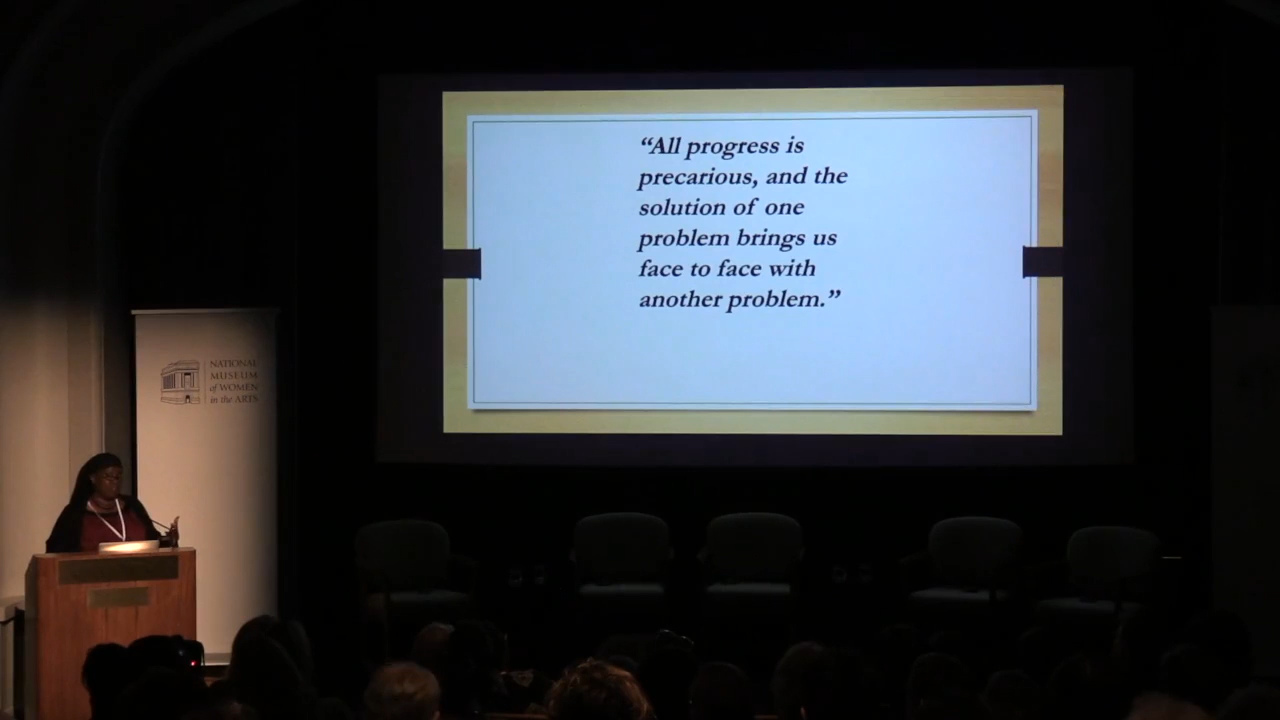 “All progress is
precarious, and the
solution of one
problem brings us
face to face with
another problem.”
NATIONAL
MUSEUM
of WOMEN
in the ARTS